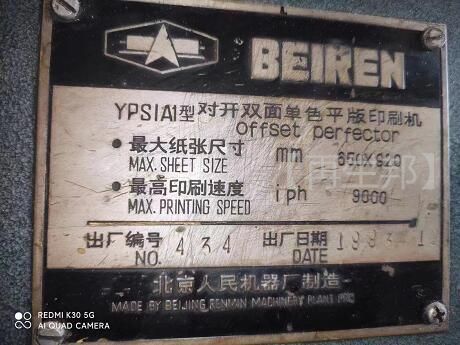 BEIREN
YPS1A1型 对开双面单色平版印刷机
Offset perfector
• 最大纸张尺寸 mm 650X920
MAX. SHEET SIZE
• 最高印刷速度 iph 9000
MAX. PRINTING SPEED
【再生邦】
出厂编号 434 出厂日期 1993 1
NO. DATE
北京人民机器厂制造
MADE BY BEIJING RENMIN MACHINERY PLANT PRC
REDMI K30 5G
AI QUAD CAMERA